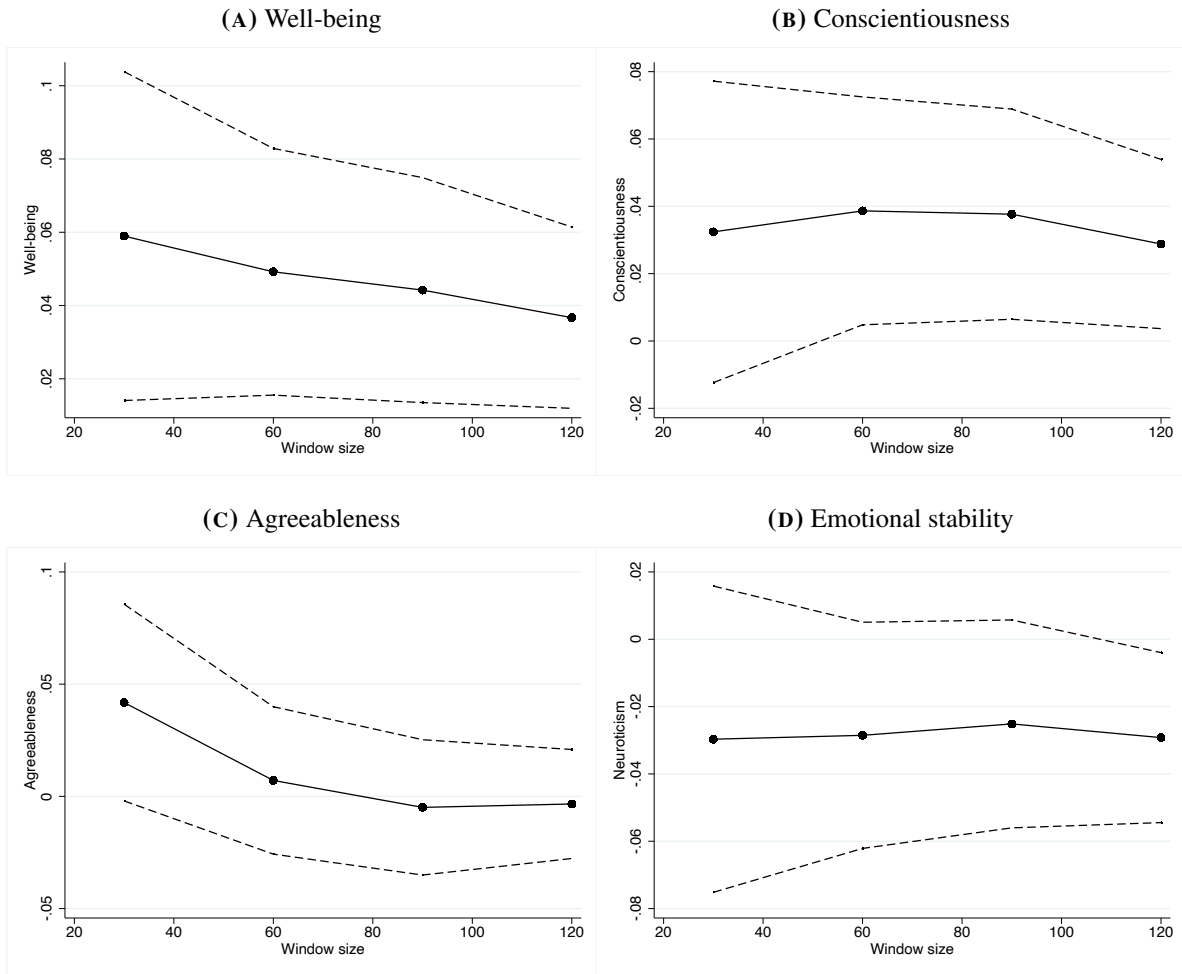 (A) Well-being
(B) Conscientiousness
.1
.08
.06
.04
.02
Well-being
20 40 60 80 100 120
Window size
.08
.06
.04
.02
0
-.02
Conscientiousness
20 40 60 80 100 120
Window size
(C) Agreeableness
(D) Emotional stability
.1
.05
0
-.05
Agreeableness
20 40 60 80 100 120
Window size
.02
0
-.02
-.04
-.06
-.08
Neuroticism
20 40 60 80 100 120
Window size